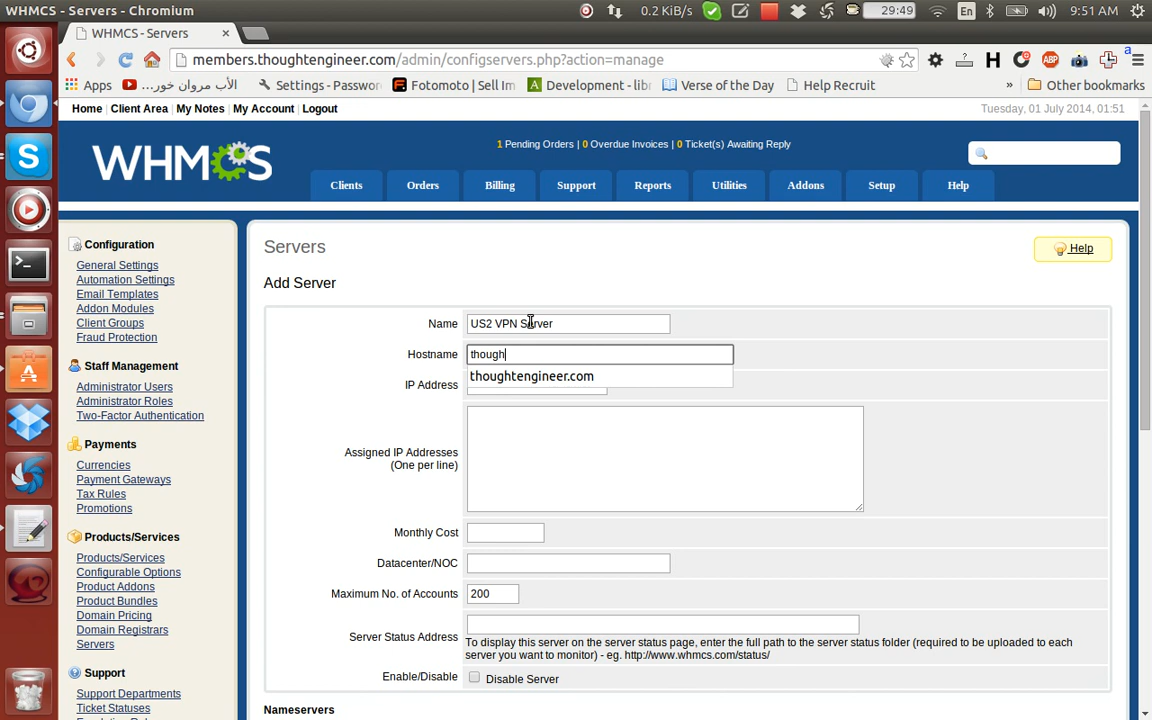 WHMCS - Servers - Chromium
0.2 KiB/s
29:49
En
9:51 AM
WHMCS - Servers
members.thoughtengineer.com/admin/configservers.php?action=manage
Apps
الأب مروان خور...
Settings - Passwor
Fotomoto | Sell Im
Development - lib
Verse of the Day
Help Recruit
»
Other bookmarks
Home | Client Area | My Notes | My Account | Logout
Tuesday, 01 July 2014, 01:51
WHMCS
1 Pending Orders | 0 Overdue Invoices | 0 Ticket(s) Awaiting Reply
Clients
Orders
Billing
Support
Reports
Utilities
Addons
Setup
Help
Configuration
General Settings
Automation Settings
Email Templates
Addon Modules
Client Groups
Fraud Protection
Staff Management
Administrator Users
Administrator Roles
Two-Factor Authentication
Payments
Currencies
Payment Gateways
Tax Rules
Promotions
Products/Services
Products/Services
Configurable Options
Product Addons
Product Bundles
Domain Pricing
Domain Registrars
Servers
Support
Support Departments
Ticket Statuses
Servers
Help
Add Server
Name
US2 VPN Server
Hostname
though
thoughtengineer.com
IP Address
Assigned IP Addresses
(One per line)
Monthly Cost
Datacenter/NOC
Maximum No. of Accounts
200
Server Status Address
To display this server on the server status page, enter the full path to the server status folder (required to be uploaded to each
server you want to monitor) - eg. http://www.whmcs.com/status/
Enable/Disable
Disable Server
Nameservers